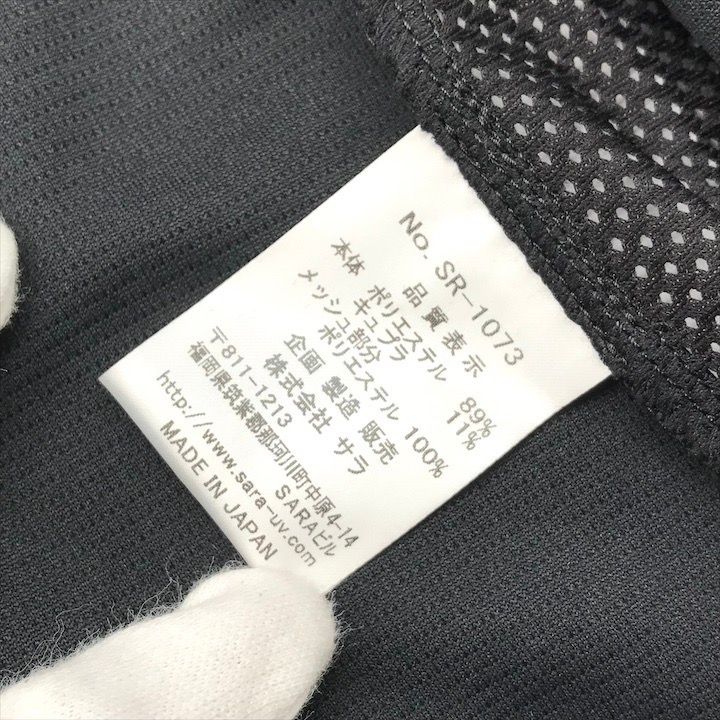 No. SR-1073
品質表示
本体 ポリエステル 89%
キュプラ 11%
メッシュ部分
ポリエステル 100%
企画 製造 販売
株式会社 サラ
〒811-1213
福岡県筑紫郡那珂川町中原4-14
SARAビル
http://www.sara-uv.com
MADE IN JAPAN